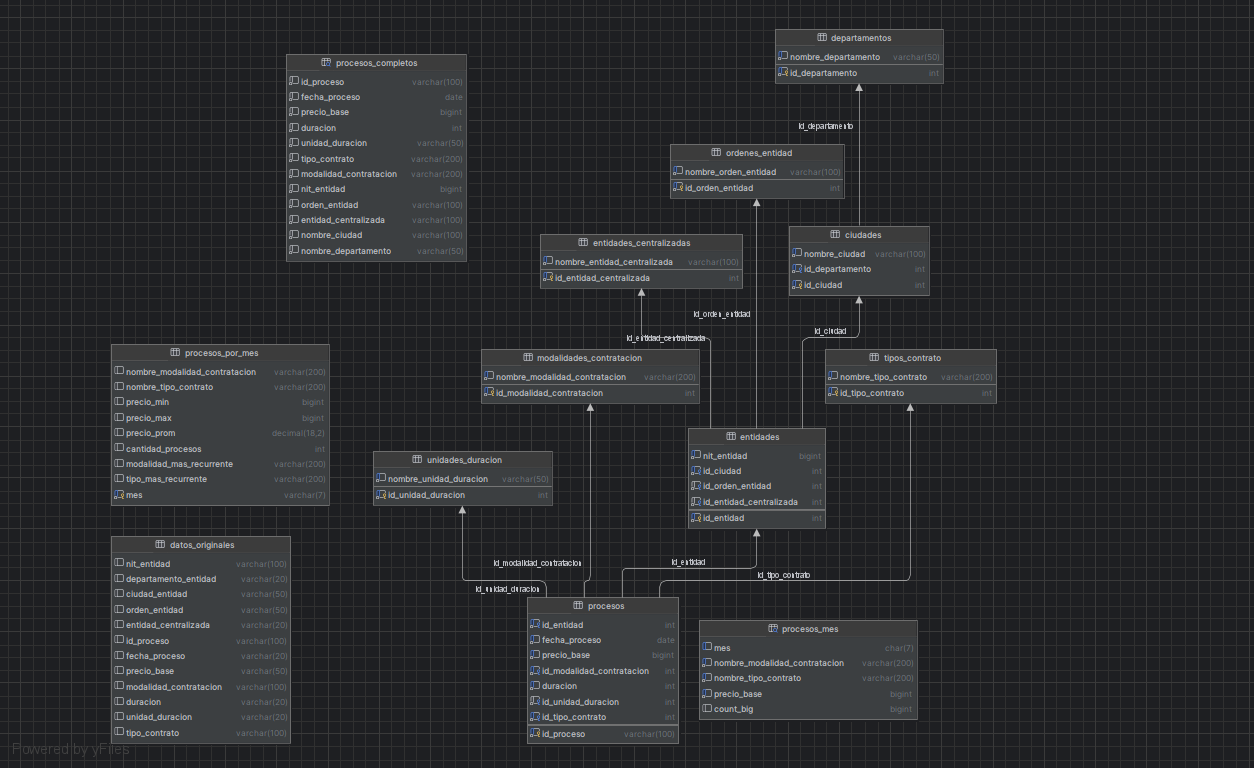 departamentos
nombre_departamento varchar(50)
id_departamento int
procesos_completos
id_proceso varchar(100)
fecha_proceso date
precio_base bigint
duracion int
unidad_duracion varchar(50)
tipo_contrato varchar(200)
modalidad_contratacion varchar(200)
nit_entidad bigint
orden_entidad varchar(100)
entidad_centralizada varchar(100)
nombre_ciudad varchar(100)
nombre_departamento varchar(50)
id_departamento
ordenes_entidad
nombre_orden_entidad varchar(100)
id_orden_entidad int
entidades_centralizadas
nombre_entidad_centralizada varchar(100)
id_entidad_centralizada int
ciudades
nombre_ciudad varchar(100)
id_departamento int
id_ciudad int
id_orden_entidad
id_entidad_centralizada
id_ciudad
procesos_por_mes
nombre_modalidad_contratacion varchar(200)
nombre_tipo_contrato varchar(200)
precio_min bigint
precio_max bigint
precio_prom decimal(18,2)
cantidad_procesos int
modalidad_mas_recurrente varchar(200)
tipo_mas_recurrente varchar(200)
mes varchar(7)
modalidades_contratacion
nombre_modalidad_contratacion varchar(200)
id_modalidad_contratacion int
tipos_contrato
nombre_tipo_contrato varchar(200)
id_tipo_contrato int
entidades
nit_entidad bigint
id_ciudad int
id_orden_entidad int
id_entidad_centralizada int
id_entidad int
unidades_duracion
nombre_unidad_duracion varchar(50)
id_unidad_duracion int
datos_originales
nit_entidad varchar(100)
departamento_entidad varchar(20)
ciudad_entidad varchar(50)
orden_entidad varchar(50)
entidad_centralizada varchar(20)
id_proceso varchar(100)
fecha_proceso varchar(20)
precio_base varchar(50)
modalidad_contratacion varchar(100)
duracion varchar(20)
unidad_duracion varchar(20)
tipo_contrato varchar(100)
id_modalidad_contratacion
id_entidad
id_tipo_contrato
id_unidad_duracion
procesos
id_entidad int
fecha_proceso date
precio_base bigint
id_modalidad_contratacion int
duracion int
id_unidad_duracion int
id_tipo_contrato int
id_proceso varchar(100)
procesos_mes
mes char(7)
nombre_modalidad_contratacion varchar(200)
nombre_tipo_contrato varchar(200)
precio_base bigint
count_big bigint
Powered by yFiles